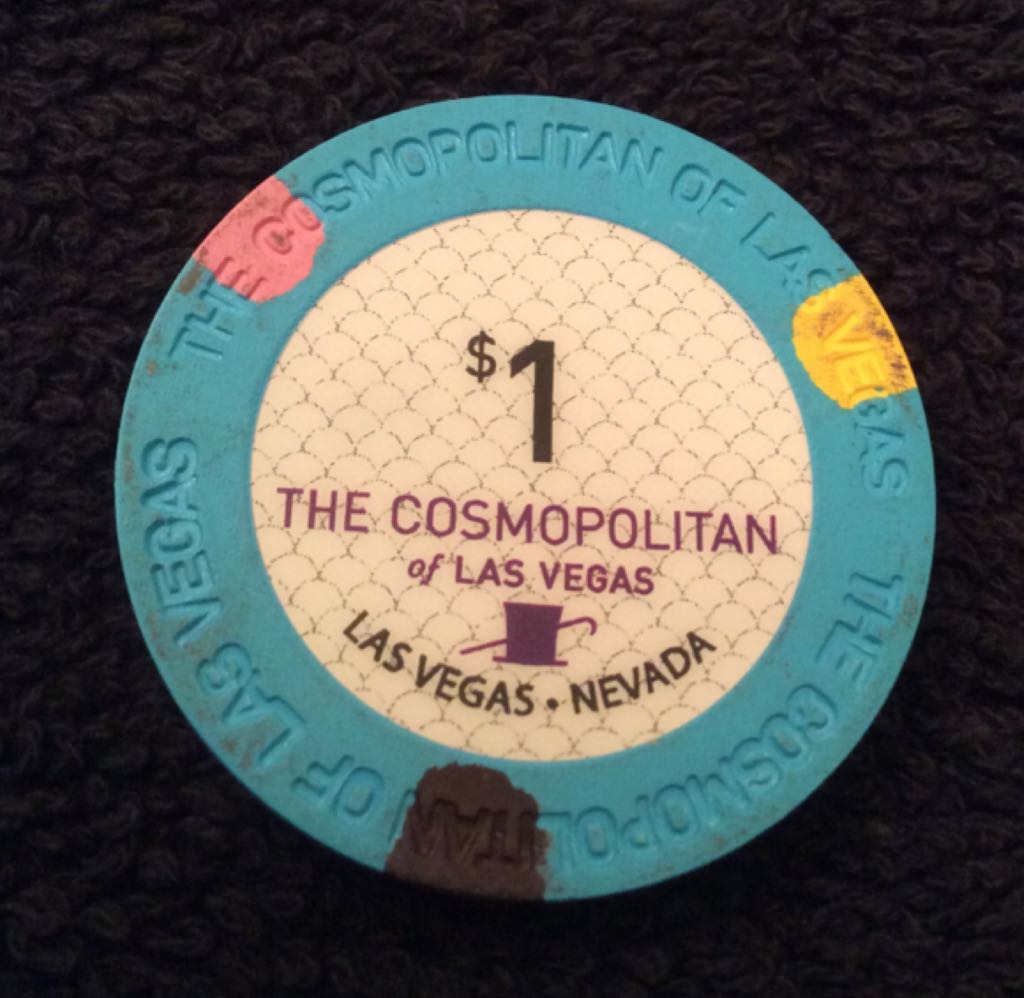 THE COSMOPOLITAN OF LAS VEGAS
THE COSMOPOLITAN OF LAS VEGAS
$1
THE COSMOPOLITAN
of LAS VEGAS
LAS VEGAS • NEVADA